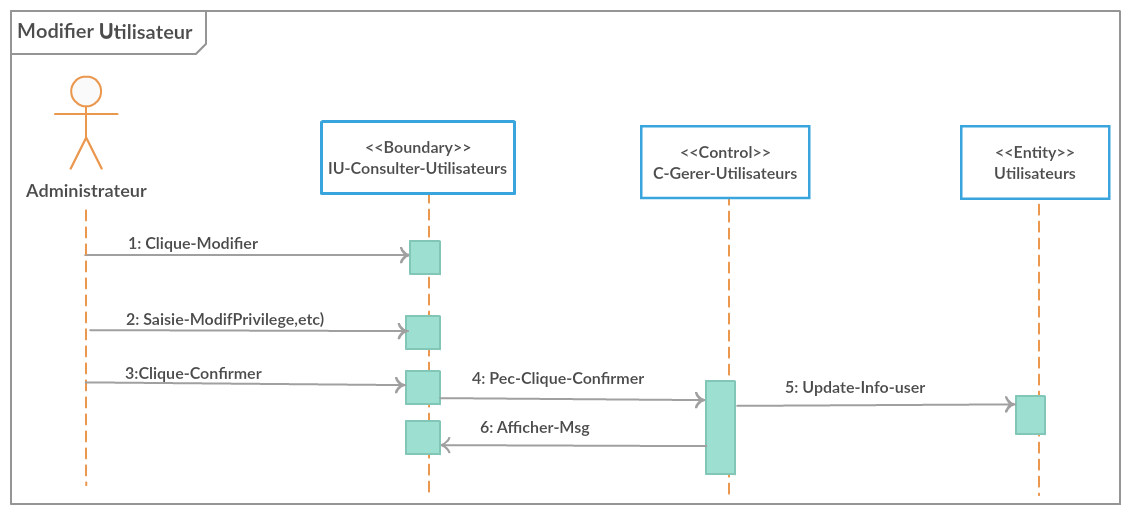 Modifier Utilisateur
Administrateur
<<Boundary>>
IU-Consulter-Utilisateurs
<<Control>>
C-Gerer-Utilisateurs
<<Entity>>
Utilisateurs
1: Clique-Modifier
2: Saisie-ModifPrivilege,etc)
3:Clique-Confirmer
4: Pec-Clique-Confirmer
5: Update-Info-user
6: Afficher-Msg